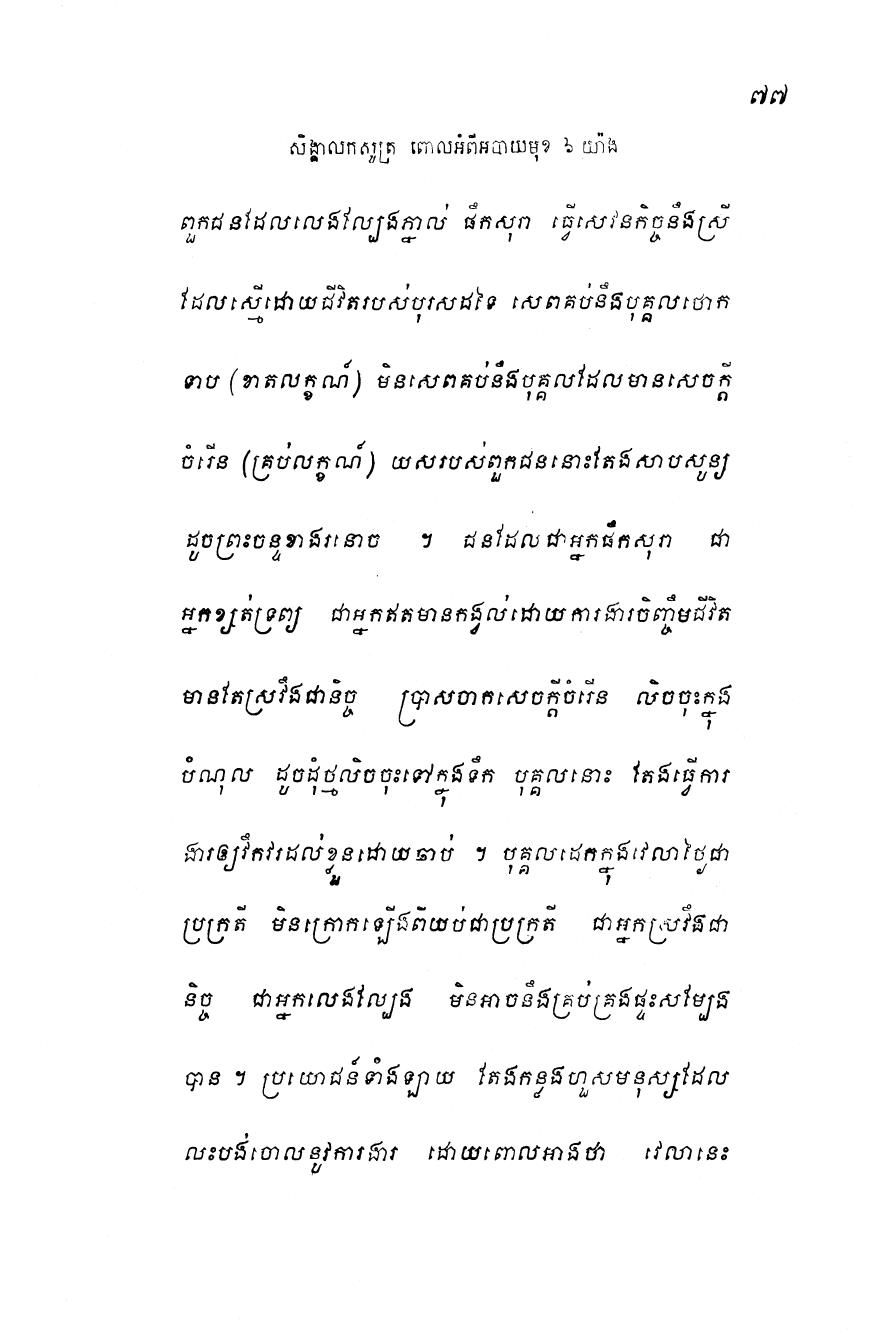 ៧៧
សិង្គាលកសូត្រ ពោលអំពីអបាយមុខ ៦ យ៉ាង
ពួកជនដែលលេងល្បែងភ្នាល់ ផឹកសុរា ធ្វើសេវនកិច្ចនឹងស្រី
ដែលស្មើដោយជីវិតរបស់បុរសដទៃ សេពគប់នឹងបុគ្គលថោក
ទាប (ខាតលក្ខណ៍) មិនសេពគប់នឹងបុគ្គលដែលមានសេចក្តី
ចំរើន (គ្រប់លក្ខណ៍) យសរបស់ពួកជននោះតែងសាបសូន្យ
ដូចព្រះចន្ទខាងរនោច ។ ជនដែលជាអ្នកផឹកសុរា ជា
អ្នកខ្សត់ទ្រព្យ ជាអ្នកឥតមានកង្វល់ដោយការងារចិញ្ចឹមជីវិត
មានតែស្រវឹងជានិច្ច ប្រាសចាកសេចក្តីចំរើន លិចចុះក្នុង
បំណុល ដូចដុំថ្មលិចចុះទៅក្នុងទឹក បុគ្គលនោះ តែងធ្វើការ
ងារឲ្យវឹកវរដល់ខ្លួនដោយឆាប់ ។ បុគ្គលដេកក្នុងវេលាថ្ងៃជា
ប្រក្រតី មិនក្រោកឡើងពីយប់ជាប្រក្រតី ជាអ្នកស្រវឹងជា
និច្ច ជាអ្នកលេងល្បែង មិនអាចនឹងគ្រប់គ្រងផ្ទះសម្បែង
បាន ។ ប្រយោជន៍ទាំងឡាយ តែងកន្លងហួសមនុស្សដែល
លះបង់ចោលនូវការងារ ដោយពោលអាងថា វេលានេះ